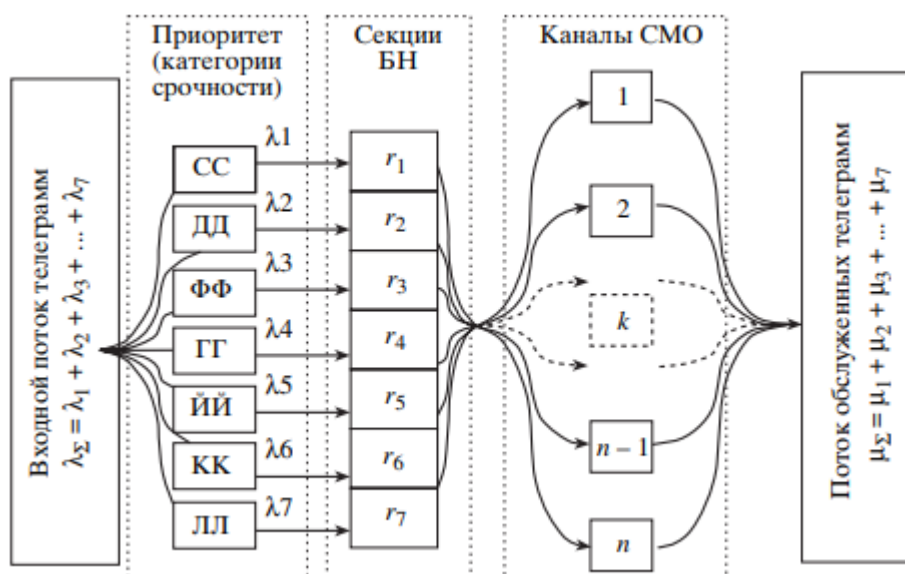 Входной поток телеграмм
λΣ = λ1 + λ2 + λ3 + ... + λ7
Приоритет
(категории
срочности)
СС
ДД
ФФ
ГГ
ЙЙ
КК
ЛЛ
λ1
λ2
λ3
λ4
λ5
λ6
λ7
Секции
БН
r1
r2
r3
r4
r5
r6
r7
Каналы СМО
1
2
k
n – 1
n
Поток обслуженных телеграмм
μΣ = μ1 + μ2 + μ3 + ... + μ7